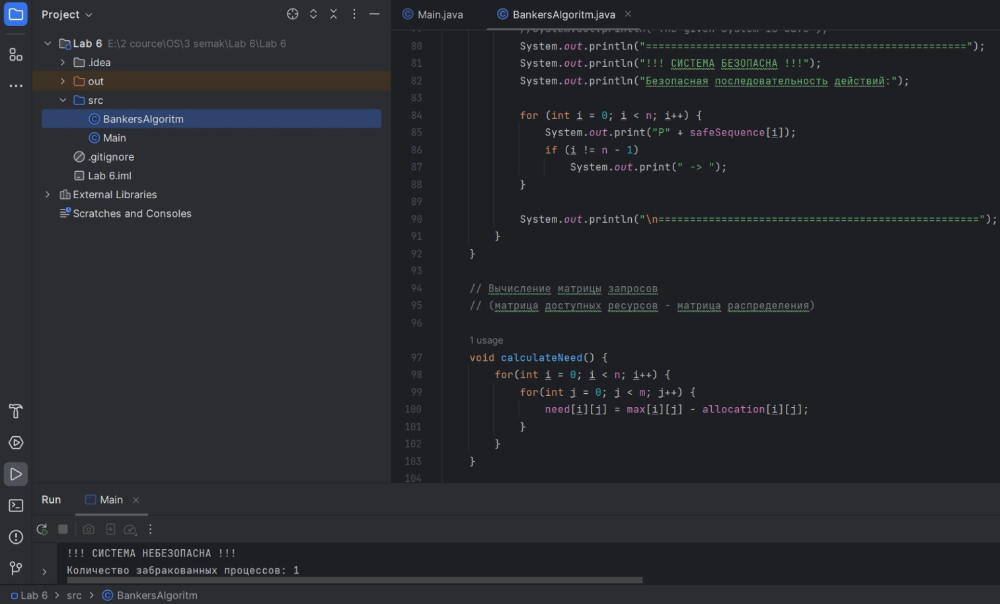 Project
Main.java
BankersAlgoritm.java
Lab 6 E:\2 cource\OS\3 semak\Lab 6\Lab 6
.idea
out
src
BankersAlgoritm
Main
.gitignore
Lab 6.iml
External Libraries
Scratches and Consoles
80 System.out.println("===================================================");
81 System.out.println("!!! СИСТЕМА БЕЗОПАСНА !!!");
82 System.out.println("Безопасная последовательность действий:");
83
84 for (int i = 0; i < n; i++) {
85 System.out.print("P" + safeSequence[i]);
86 if (i != n - 1)
87 System.out.print(" -> ");
88 }
89
90 System.out.println("\n===================================================");
91 }
92 }
93
94 // Вычисление матрицы запросов
95 // (матрица доступных ресурсов - матрица распределения)
96
1 usage
97 void calculateNeed() {
98 for(int i = 0; i < n; i++) {
99 for(int j = 0; j < m; j++) {
100 need[i][j] = max[i][j] - allocation[i][j];
101 }
102 }
103 }
104
Run
Main
!!! СИСТЕМА НЕБЕЗОПАСНА !!!
Количество забракованных процессов: 1
Lab 6 > src > BankersAlgoritm